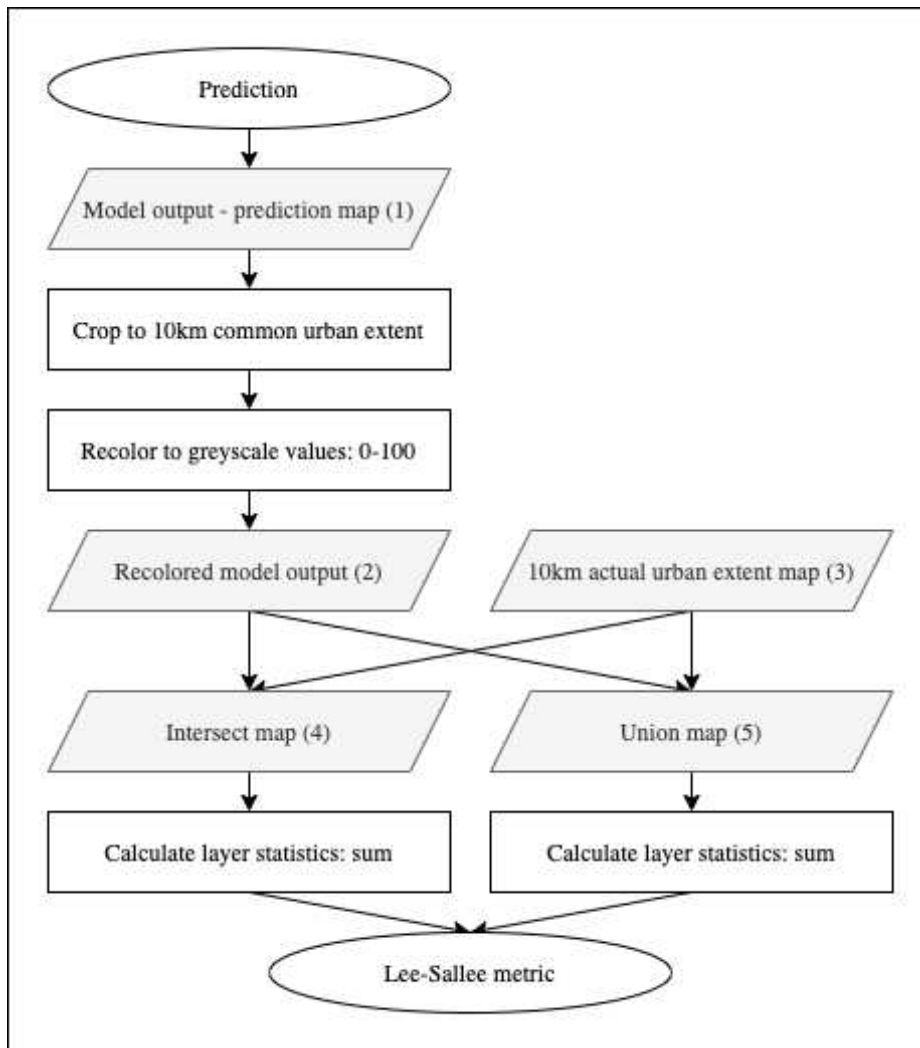 Prediction
Model output - prediction map (1)
Crop to 10km common urban extent
Recolor to greyscale values: 0-100
Recolored model output (2)
10km actual urban extent map (3)
Intersect map (4)
Union map (5)
Calculate layer statistics: sum
Calculate layer statistics: sum
Lee-Sallee metric